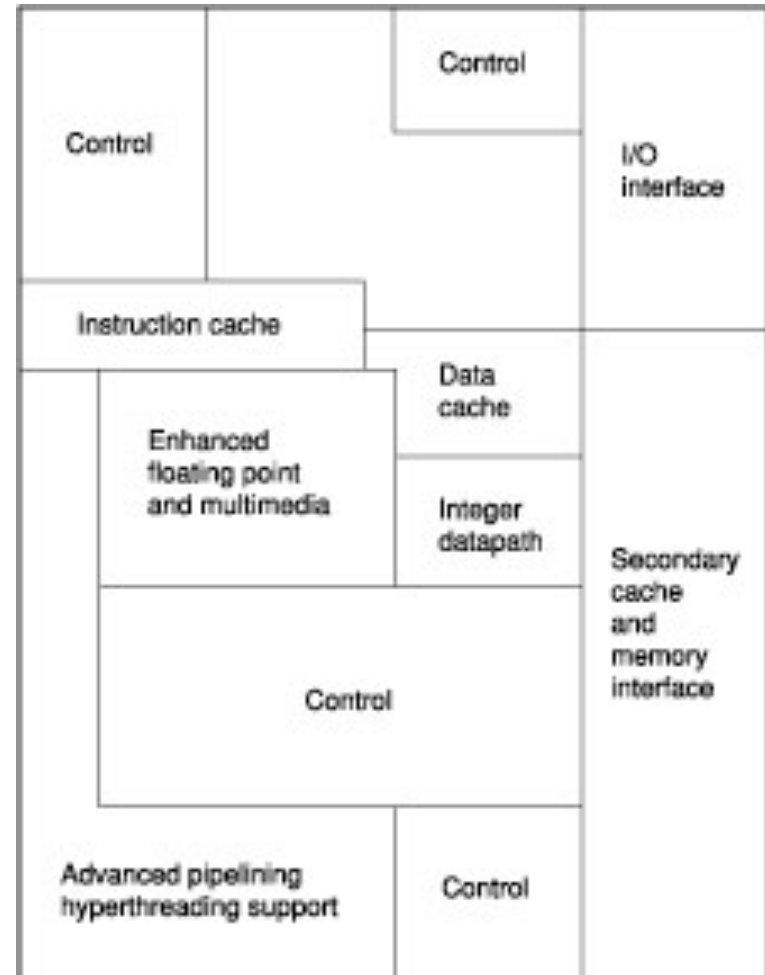 Control
Control
I/O
interface
Instruction cache
Data
cache
Enhanced
floating point
and multimedia
Integer
datapath
Secondary
cache
and
memory
interface
Control
Advanced pipelining
hyperthreading support
Control